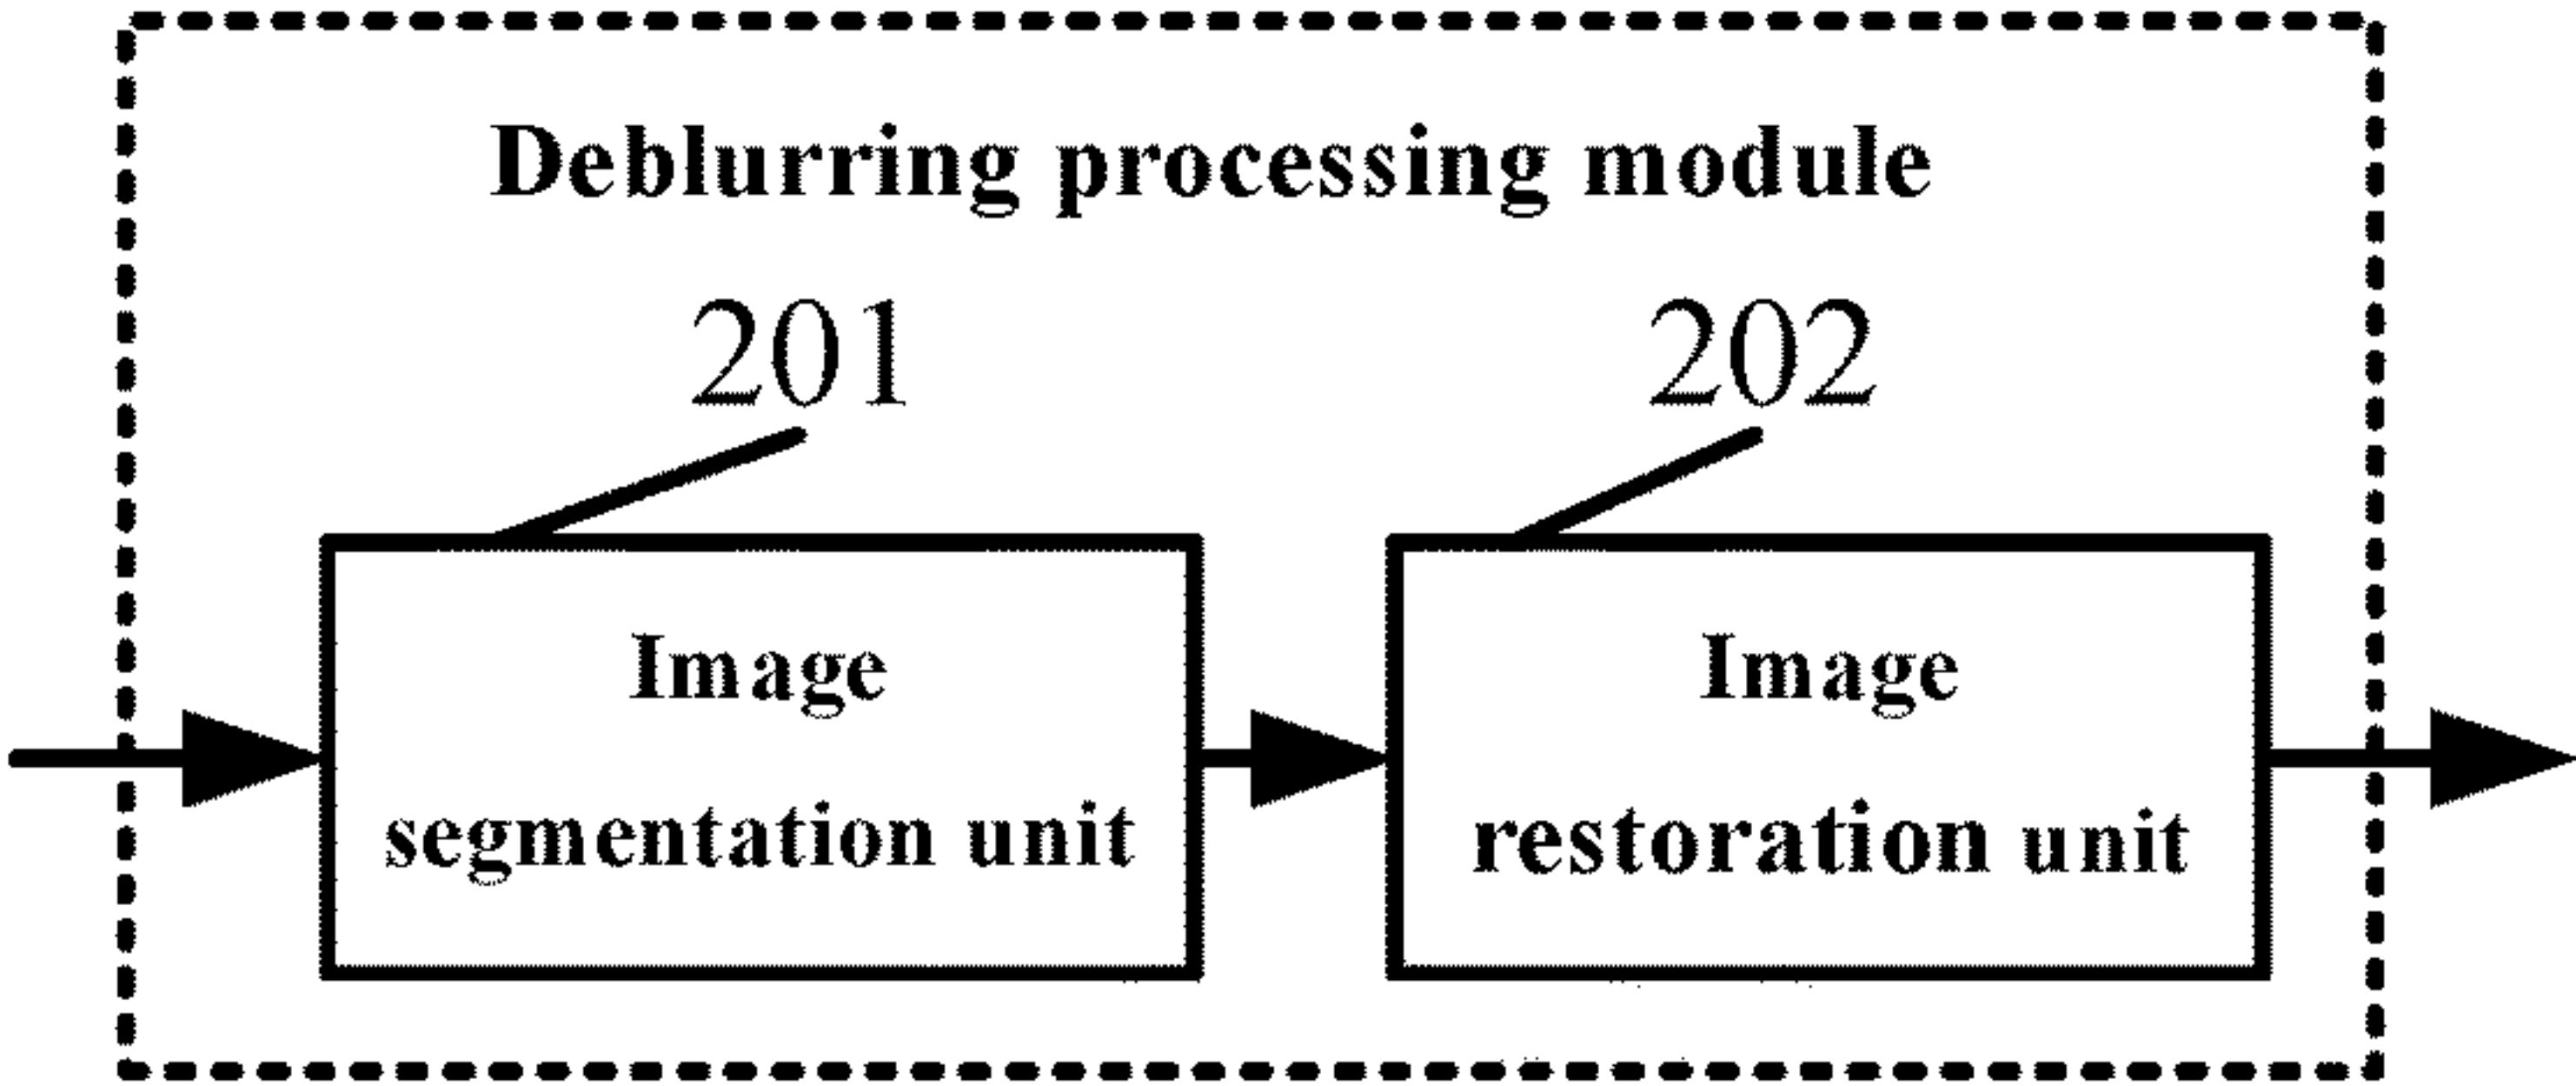 Deblurring processing module
201
202
Image
segmentation unit
Image
restoration unit